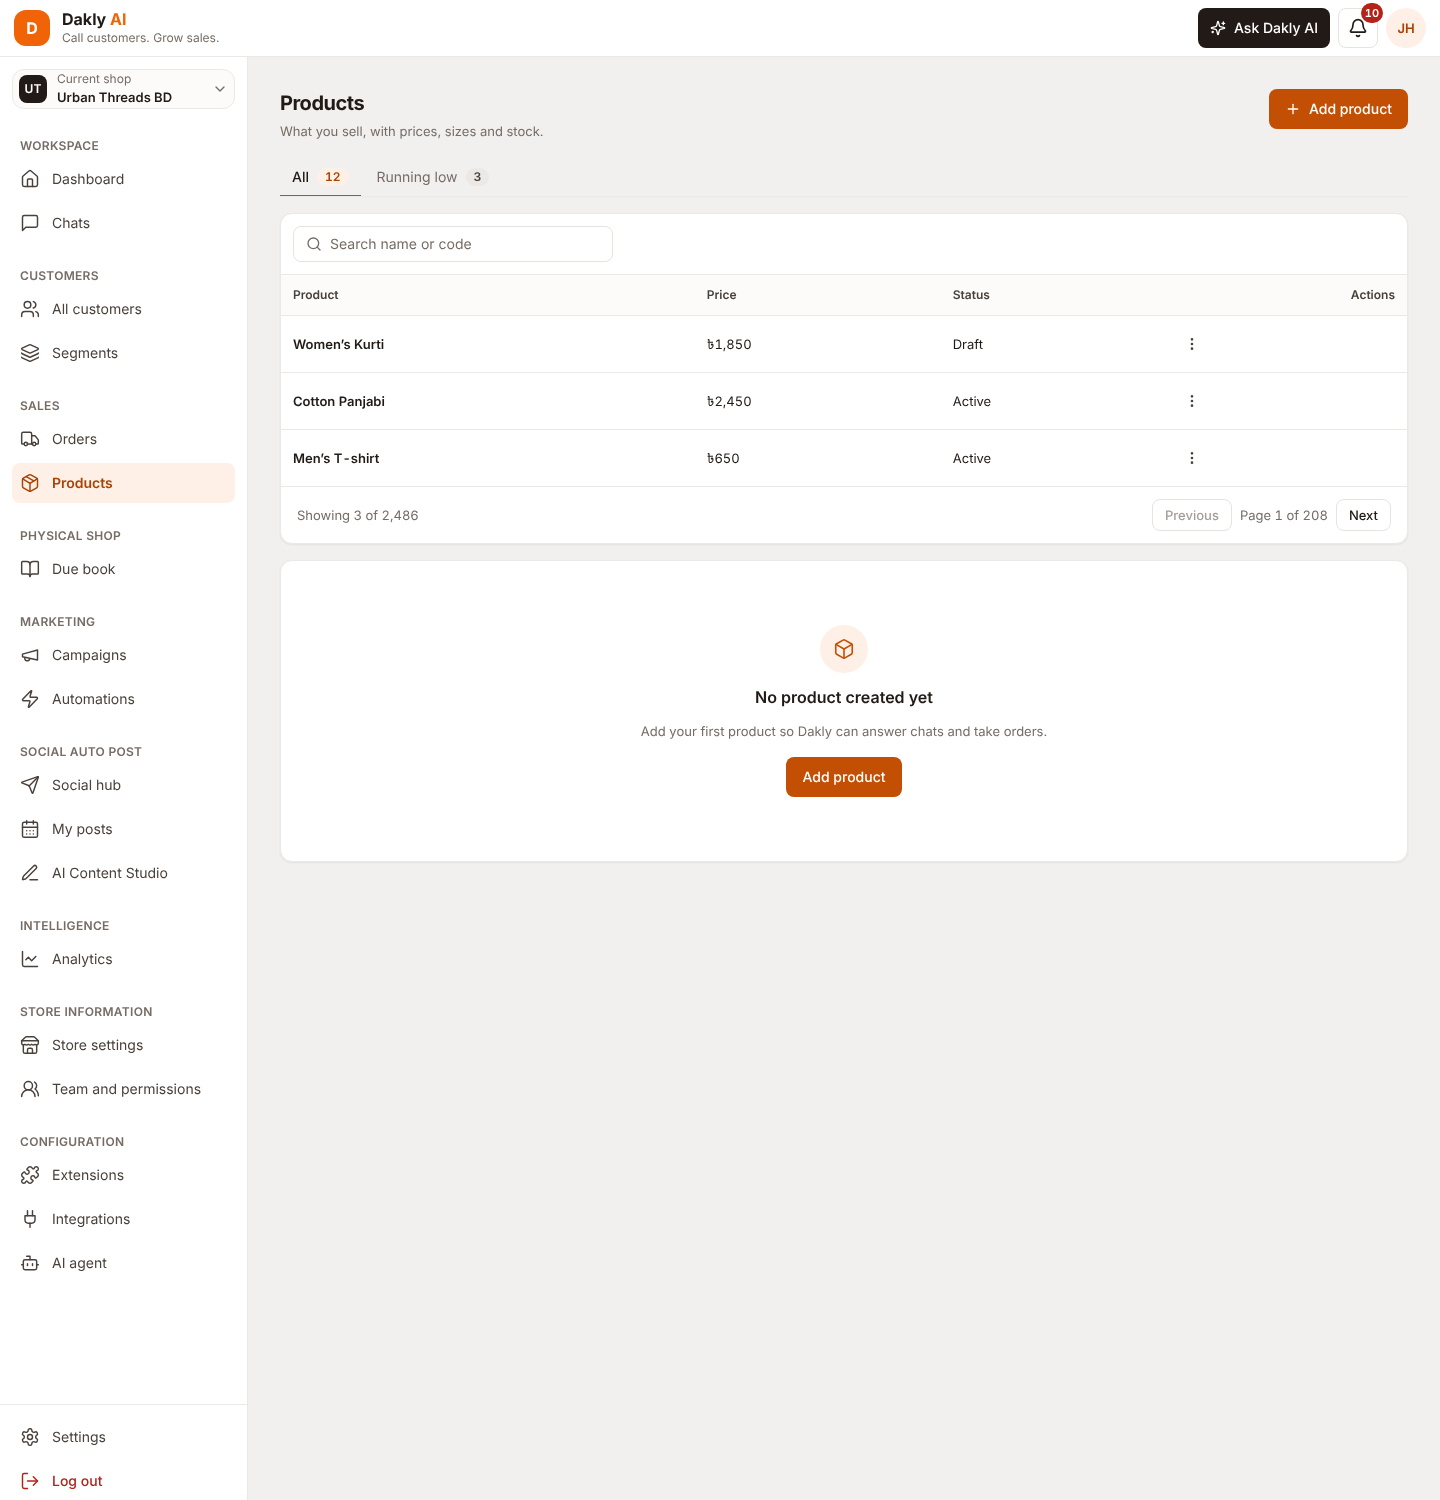 D
Dakly AI
Call customers. Grow sales.
Ask Dakly AI
10
JH
UT
Current shop
Urban Threads BD
WORKSPACE
Dashboard
Chats
CUSTOMERS
All customers
Segments
SALES
Orders
Products
PHYSICAL SHOP
Due book
MARKETING
Campaigns
Automations
SOCIAL AUTO POST
Social hub
My posts
AI Content Studio
INTELLIGENCE
Analytics
STORE INFORMATION
Store settings
Team and permissions
CONFIGURATION
Extensions
Integrations
AI agent
Settings
Log out
Products
What you sell, with prices, sizes and stock.
Add product
All 12 Running low 3
Search name or code
Product Price Status Actions
Women’s Kurti ৳1,850 Draft
Cotton Panjabi ৳2,450 Active
Men’s T-shirt ৳650 Active
Showing 3 of 2,486 Previous Page 1 of 208 Next
No product created yet
Add your first product so Dakly can answer chats and take orders.
Add product